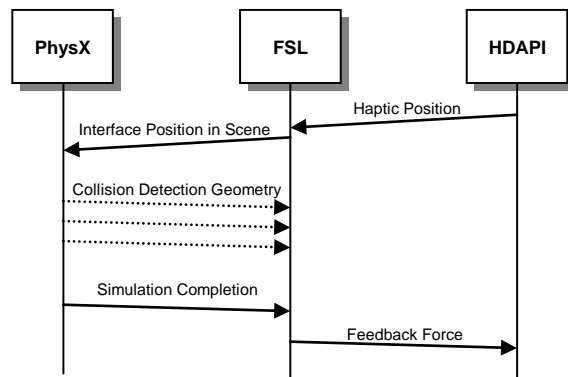 PhysX
FSL
HDAPI
Haptic Position
Interface Position in Scene
Collision Detection Geometry
Simulation Completion
Feedback Force